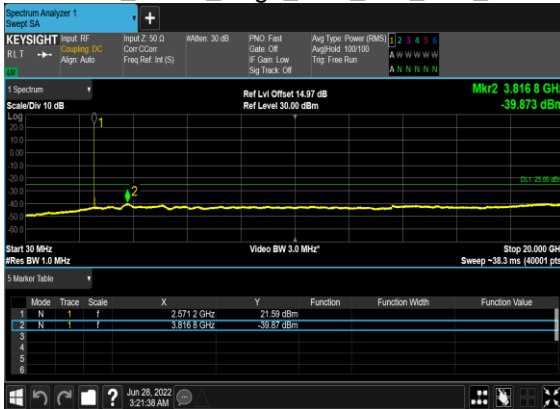 Spectrum Analyzer 1
Swept SA
+
KEYSIGHT Input: RF Input Z: 50 Ω #Atten: 30 dB PNO: Fast Avg Type: Power (RMS) 1 2 3 4 5 6
RLT Coupling: DC Corr CCorr Gate: Off Avg|Hold: 100/100 A W W W W W
Align: Auto Freq Ref: Int (S) IF Gain: Low Trig: Free Run
Sig Track: Off A N N N N N
1 Spectrum Ref Lvl Offset 14.97 dB Mkr2 3.816 8 GHz
Scale/Div 10 dB Ref Level 30.00 dBm -39.873 dBm
Log
20.0
10.0
0.00
-10.0
-20.0
-30.0
-40.0
-50.0
-60.0
1
2
DL1 -25.00 dBm
Start 30 MHz Video BW 3.0 MHz* Stop 20.000 GHz
#Res BW 1.0 MHz Sweep ~38.3 ms (40001 pts)
5 Marker Table
Mode Trace Scale X Y Function Function Width Function Value
1 N 1 f 2.571 2 GHz 21.59 dBm
2 N 1 f 3.816 8 GHz -39.87 dBm
3
4
5
6
? Jun 28, 2022
3:21:38 AM